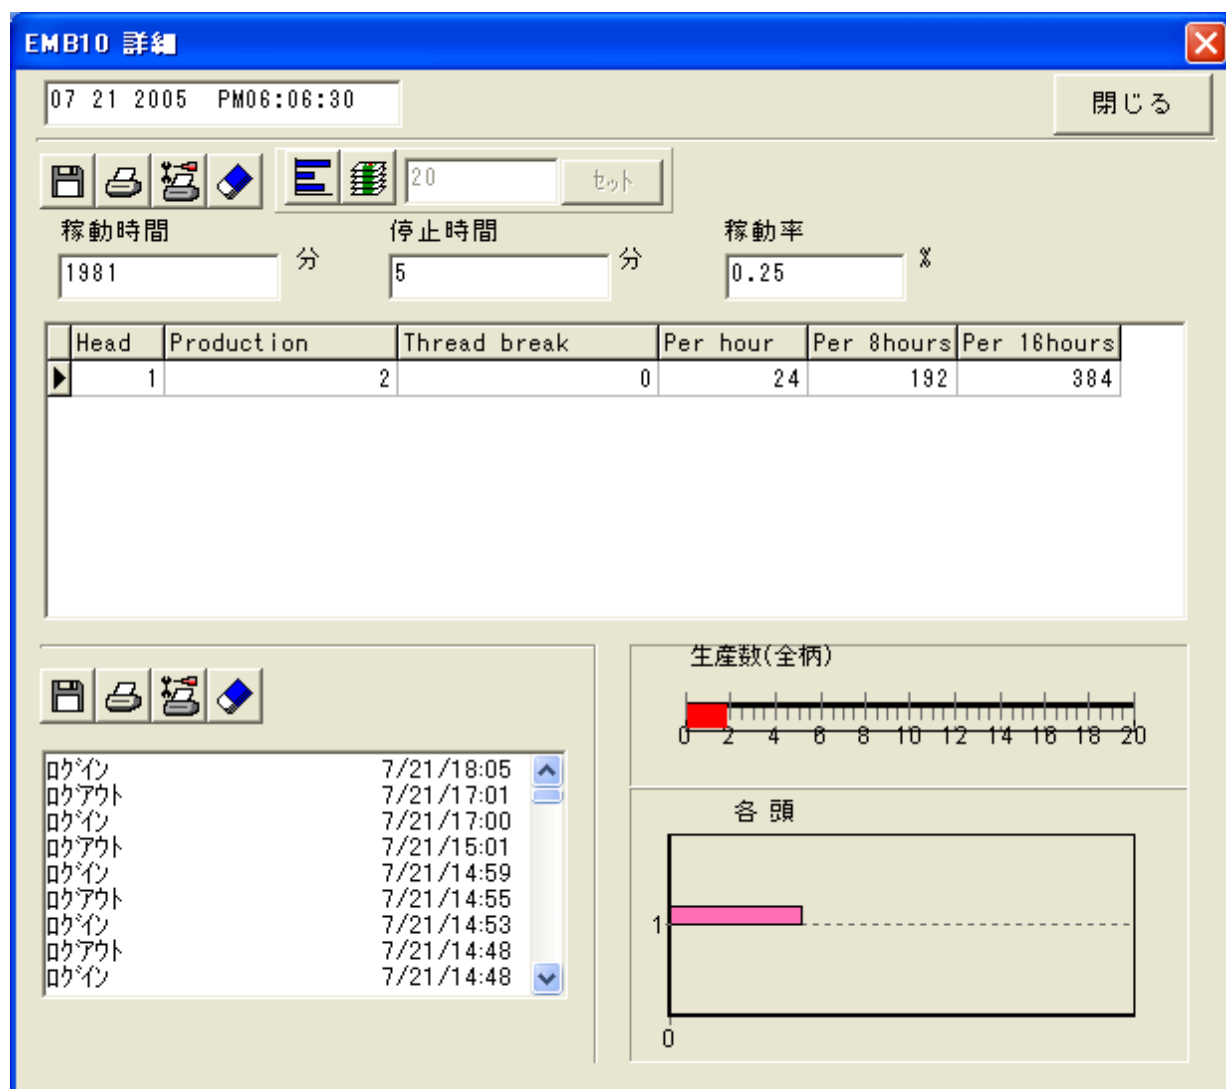 EMB10 詳細
07 21 2005 PM06:06:30
閉じる
20 ｾｯﾄ
稼動時間 停止時間 稼動率
1981 分 5 分 0.25 %
Head Production Thread break Per hour Per 8hours Per 16hours
1 2 0 24 192 384
生産数(全柄)
0 2 4 6 8 10 12 14 16 18 20
ﾛｸﾞｲﾝ 7/21/18:05
ﾛｸﾞｱｳﾄ 7/21/17:01
ﾛｸﾞｲﾝ 7/21/17:00
ﾛｸﾞｱｳﾄ 7/21/15:01
ﾛｸﾞｲﾝ 7/21/14:59
ﾛｸﾞｱｳﾄ 7/21/14:55
ﾛｸﾞｲﾝ 7/21/14:53
ﾛｸﾞｱｳﾄ 7/21/14:48
ﾛｸﾞｲﾝ 7/21/14:48
各 頭
1
0